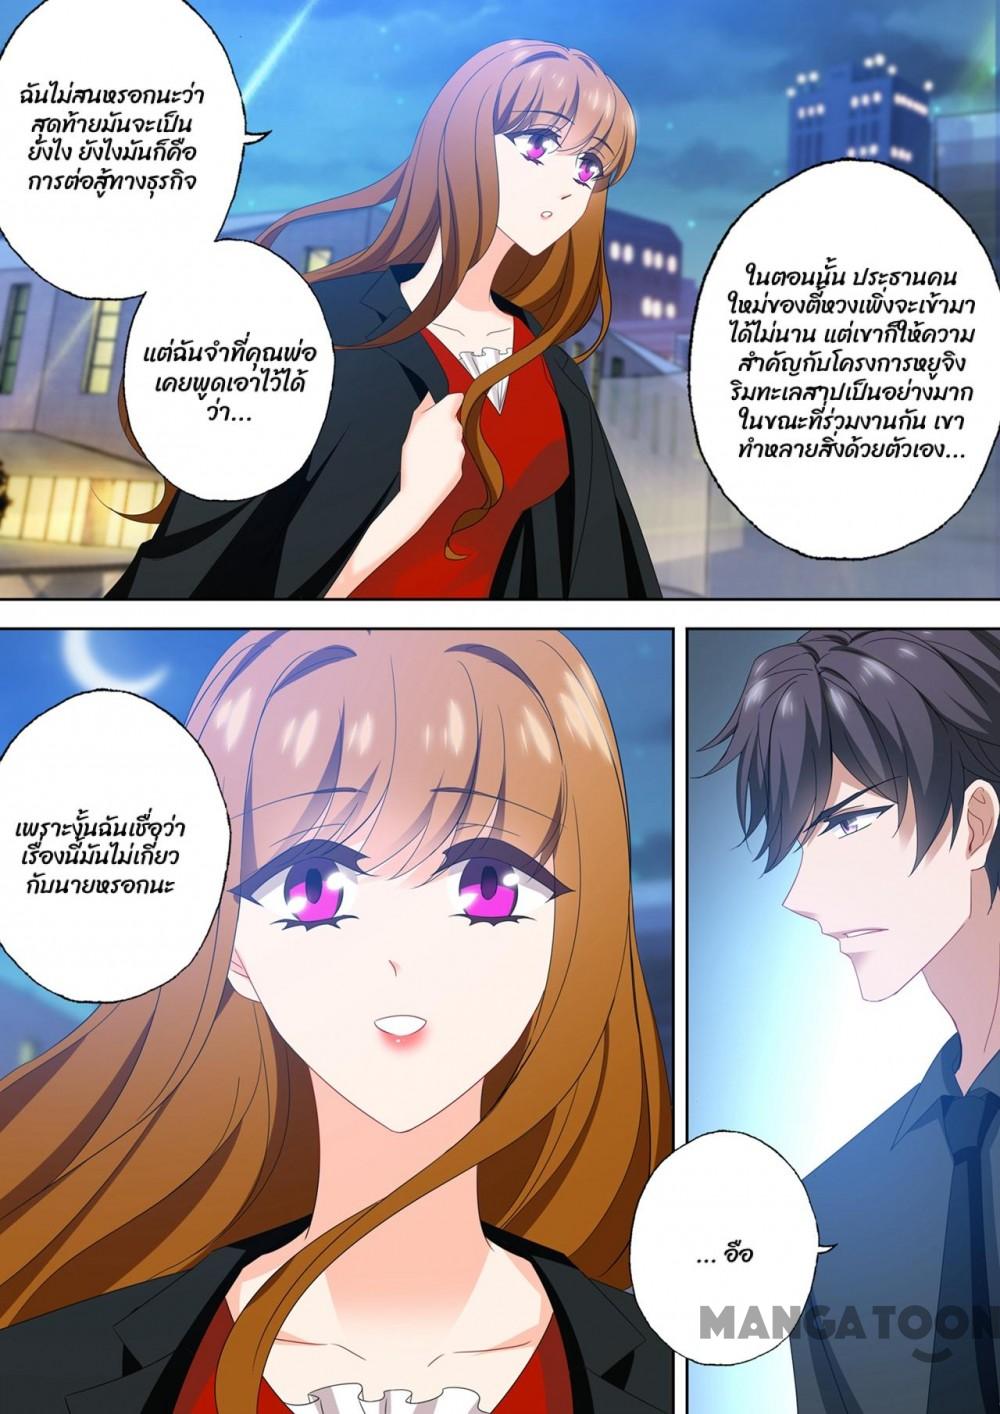 ฉันไม่สนหรอกนะว่า
สุดท้ายมันจะเป็น
ยังไง ยังไงมันก็คือ
การต่อสู้ทางธุรกิจ
แต่ฉันจำที่คุณพ่อ
เคยพูดเอาไว้ได้
ว่า...
ในตอนนั้น ประธานคน
ใหม่ของตี้หวงเพิ่งจะเข้ามา
ได้ไม่นาน แต่เขาก็ให้ความ
สำคัญกับโครงการหยูจิง
ริมทะเลสาปเป็นอย่างมาก
ในขณะที่ร่วมงานกัน เขา
ทำหลายสิ่งด้วยตัวเอง...
เพราะงั้นฉันเชื่อว่า
เรื่องนี้มันไม่เกี่ยว
กับนายหรอกนะ
... อือ
MANGATOON